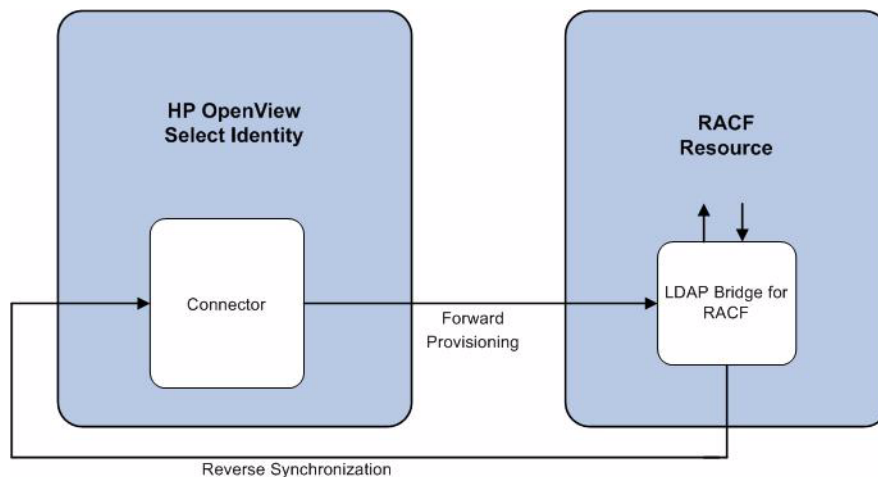 HP OpenView
Select Identity
RACF
Resource
Connector
LDAP Bridge for
RACF
Forward
Provisioning
Reverse Synchronization